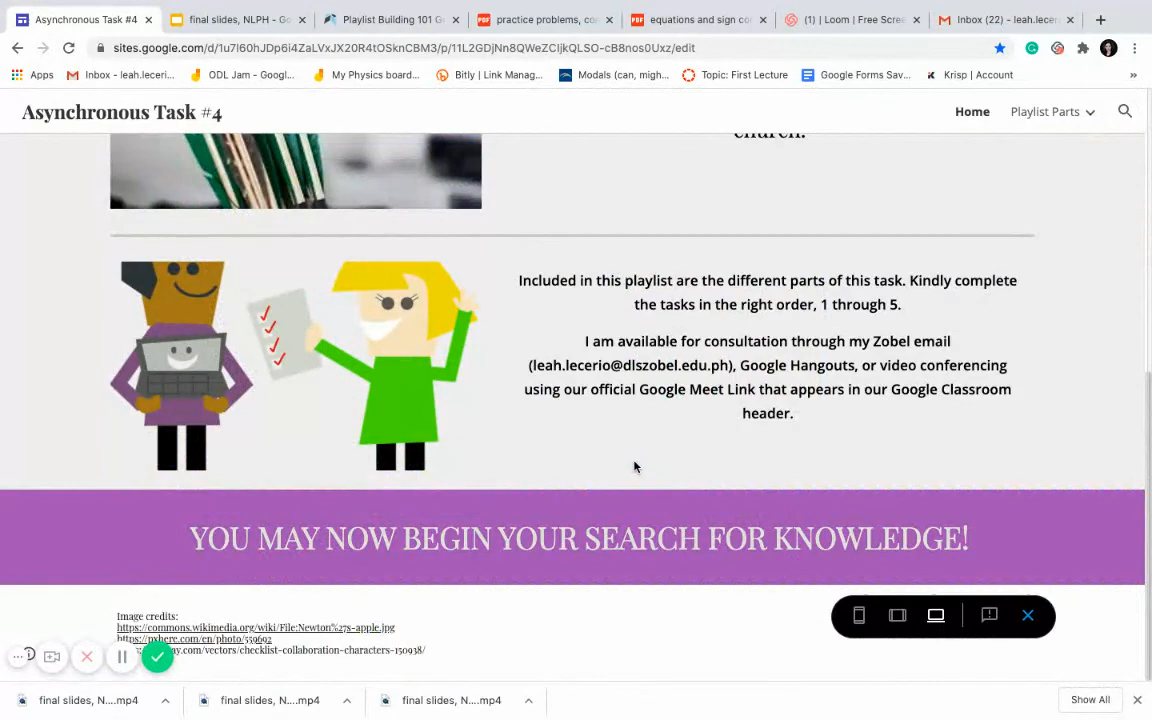 Asynchronous Task #4
final slides, NLPH - Go
Playlist Building 101 G
practice problems, con
equations and sign co
(1) | Loom | Free Scre
Inbox (22) - leah.lecer
sites.google.com/d/1u7l60hJDp6i4ZaLVxJX20R4tOSknCBM3/p/11L2GDjNn8QWeZCIjkQLSO-cB8nos0Uxz/edit
Apps
Inbox - leah.leceri...
ODL Jam - Googl...
My Physics board...
Bitly | Link Manag...
Modals (can, migh...
Topic: First Lecture
Google Forms Sav...
Krisp | Account
»
Asynchronous Task #4
Home
Playlist Parts
church.
Included in this playlist are the different parts of this task. Kindly complete
the tasks in the right order, 1 through 5.
I am available for consultation through my Zobel email
(leah.lecerio@dlszobel.edu.ph), Google Hangouts, or video conferencing
using our official Google Meet Link that appears in our Google Classroom
header.
YOU MAY NOW BEGIN YOUR SEARCH FOR KNOWLEDGE!
Image credits:
https://commons.wikimedia.org/wiki/File:Newton%27s-apple.jpg
https://pxhere.com/en/photo/559692
ay.com/vectors/checklist-collaboration-characters-150938/
final slides, N....mp4
final slides, N....mp4
final slides, N....mp4
Show All